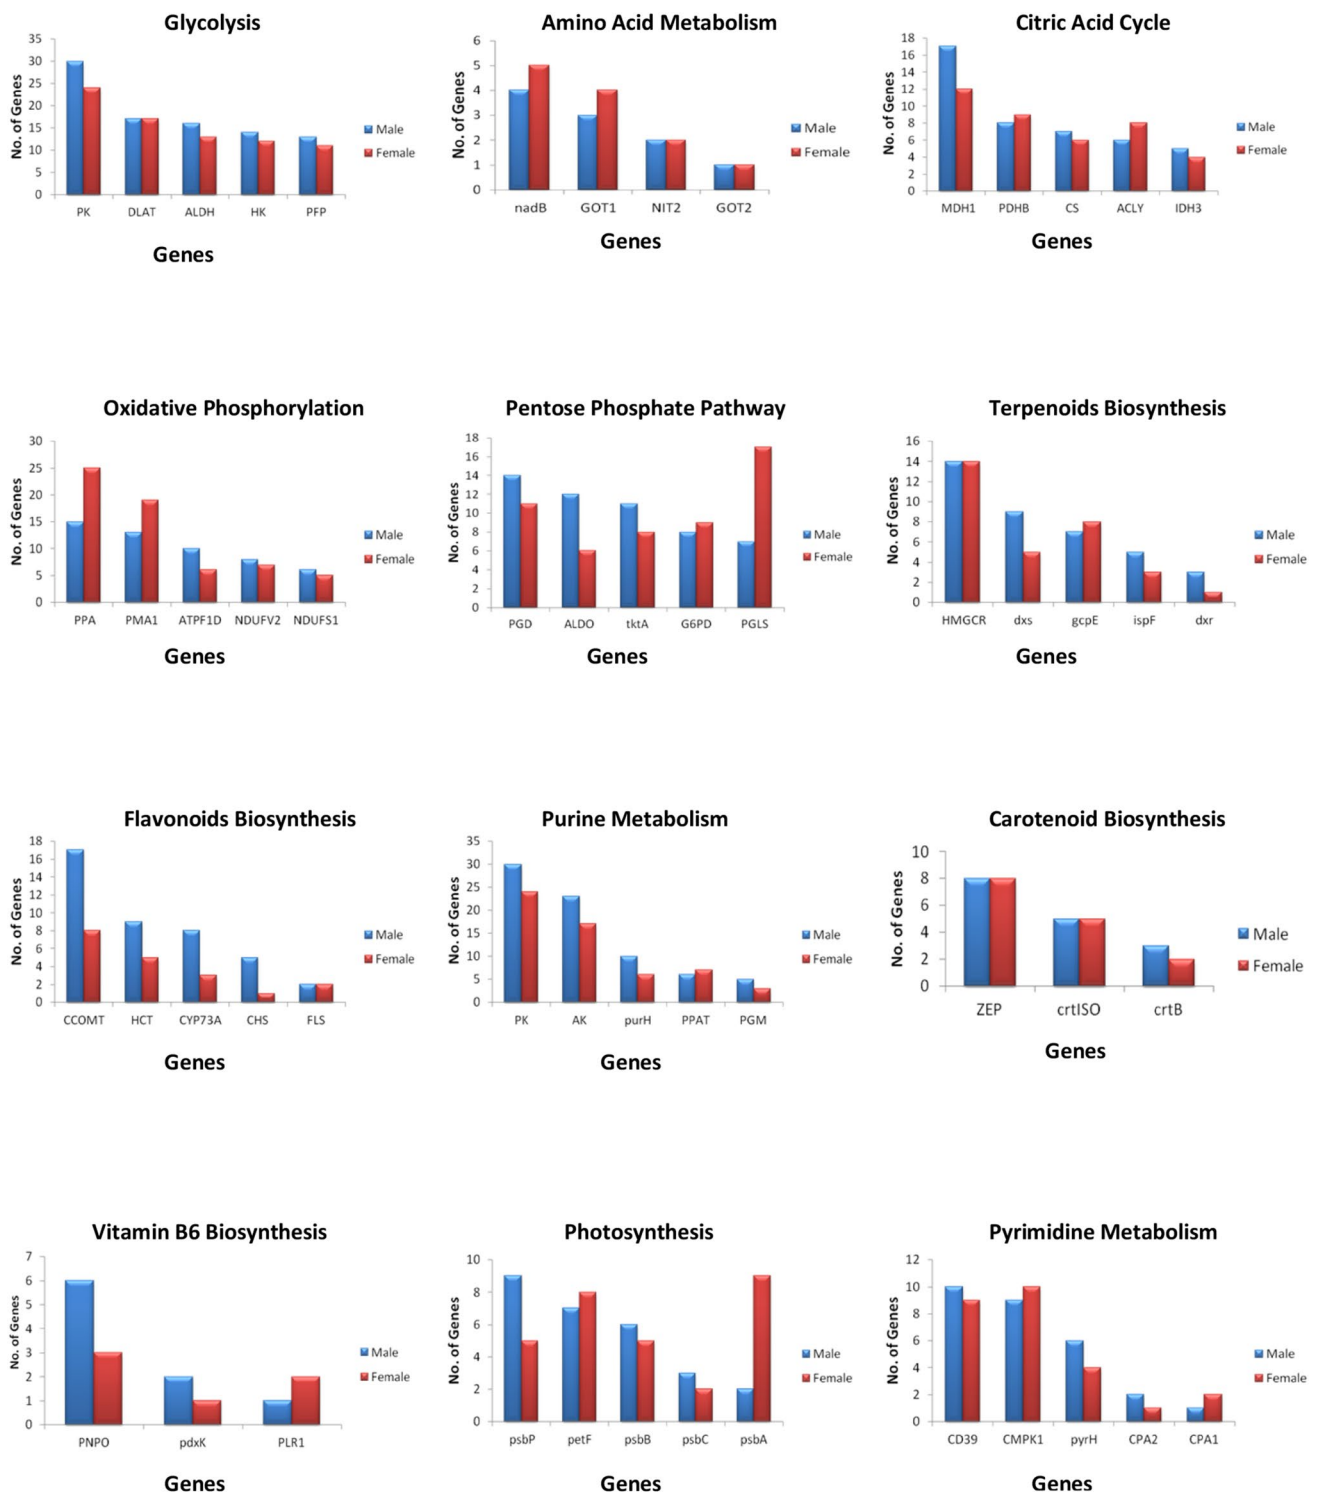 Glycolysis
35
30
25
20
15
10
5
0
No. of Genes
PK DLAT ALDH HK PFP
Genes
Male
Female
Amino Acid Metabolism
6
5
4
3
2
1
0
No. of Genes
nadB GOT1 NIT2 GOT2
Genes
Male
Female
Citric Acid Cycle
18
16
14
12
10
8
6
4
2
0
No. of Genes
MDH1 PDHB CS ACLY IDH3
Genes
Male
Female
Oxidative Phosphorylation
30
25
20
15
10
5
0
No. of Genes
PPA PMA1 ATPF1D NDUFV2 NDUFS1
Genes
Male
Female
Pentose Phosphate Pathway
18
16
14
12
10
8
6
4
2
0
No. of Genes
PGD ALDO tktA G6PD PGLS
Genes
Male
Female
Terpenoids Biosynthesis
16
14
12
10
8
6
4
2
0
No. of Genes
HMGCR dxs gcpE ispF dxr
Genes
Male
Female
Flavonoids Biosynthesis
18
16
14
12
10
8
6
4
2
0
No. of Genes
CCOMT HCT CYP73A CHS FLS
Genes
Male
Female
Purine Metabolism
35
30
25
20
15
10
5
0
No. of Genes
PK AK purH PPAT PGM
Genes
Male
Female
Carotenoid Biosynthesis
10
8
6
4
2
0
No. of Genes
ZEP crtISO crtB
Genes
Male
Female
Vitamin B6 Biosynthesis
7
6
5
4
3
2
1
0
No. of Genes
PNPO pdxK PLR1
Genes
Male
Female
Photosynthesis
10
8
6
4
2
0
No. of Genes
psbP petF psbB psbC psbA
Genes
Male
Female
Pyrimidine Metabolism
12
10
8
6
4
2
0
No. of Genes
CD39 CMPK1 pyrH CPA2 CPA1
Genes
Male
Female